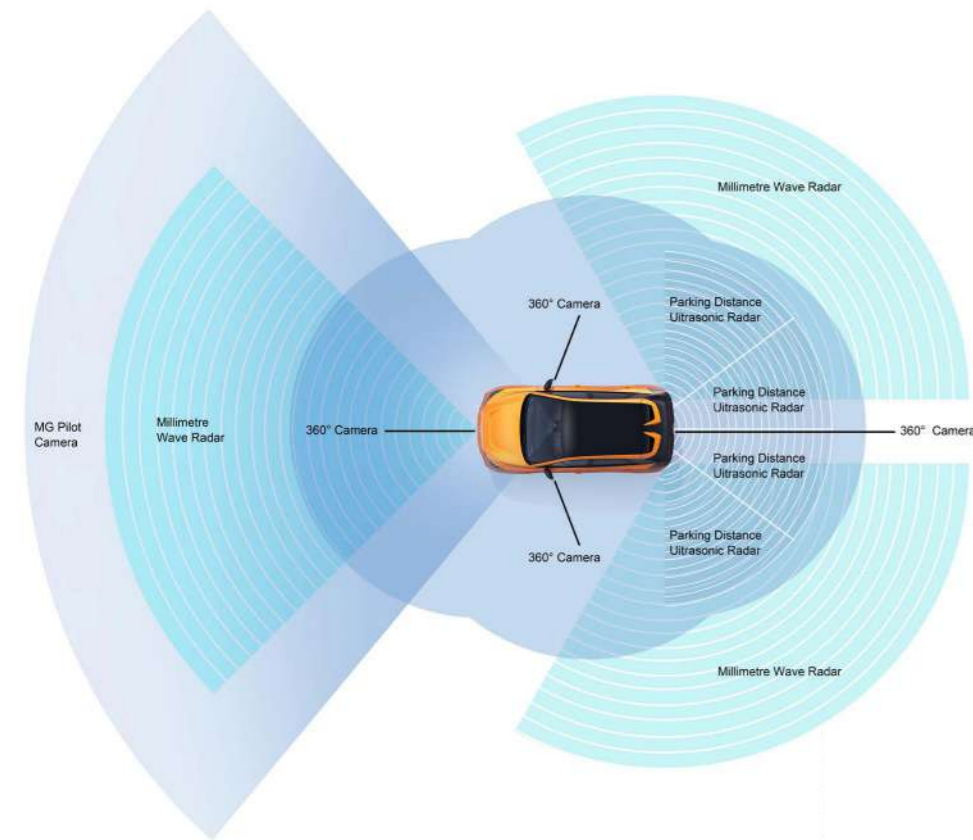 Millimetre Wave Radar
360° Camera
Parking Distance
Uitrasonic Radar
Parking Distance
Uitrasonic Radar
MG Pilot
Camera
Millimetre
Wave Radar
360° Camera
360° Camera
Parking Distance
Uitrasonic Radar
360° Camera
Parking Distance
Uitrasonic Radar
Millimetre Wave Radar